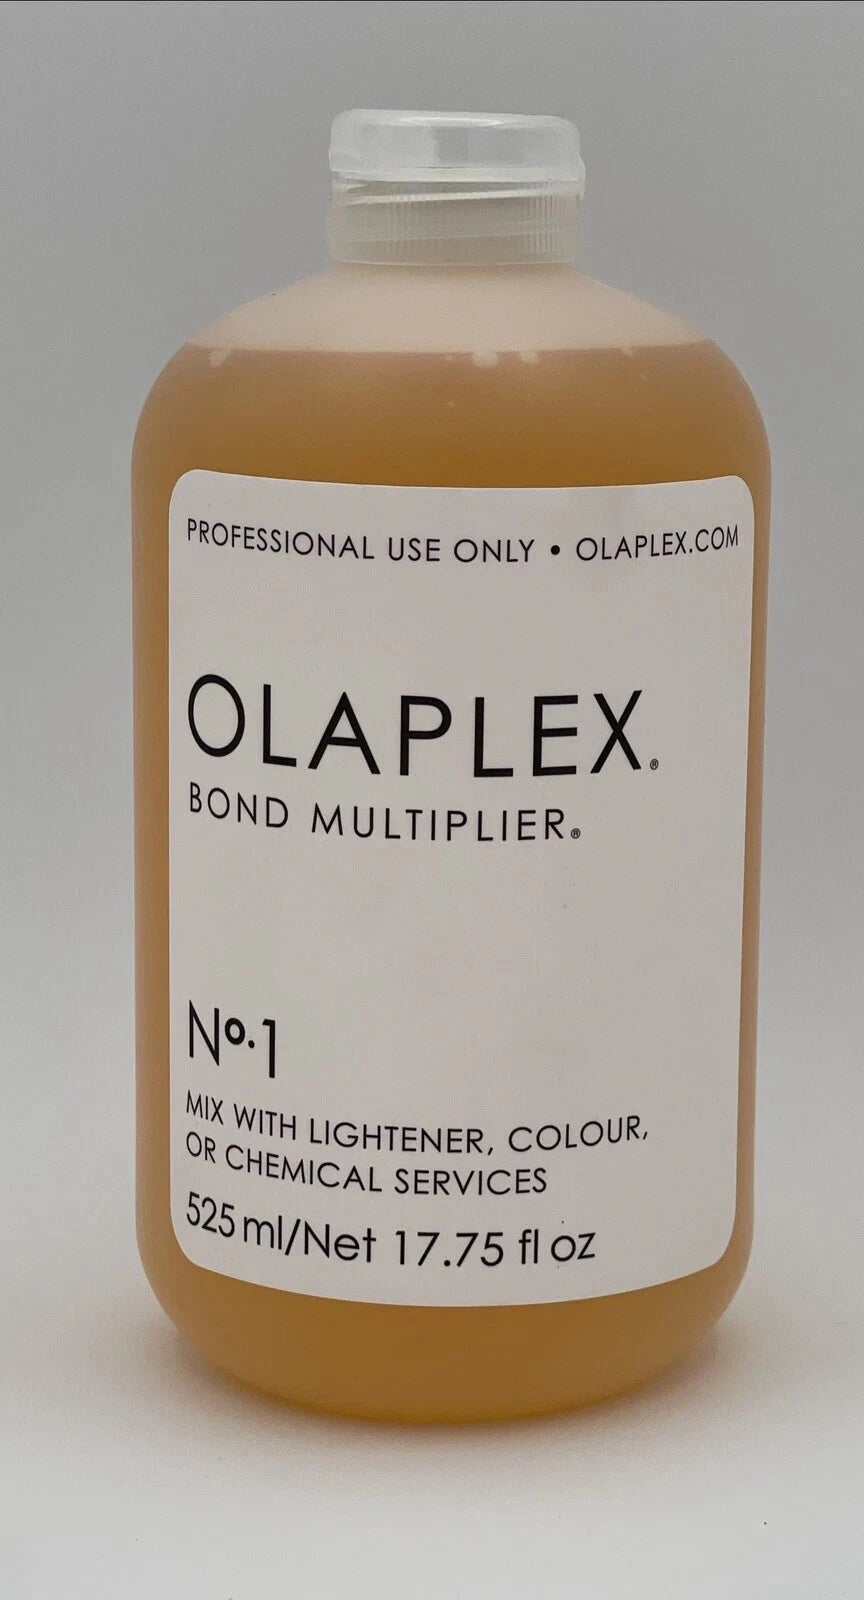 PROFESSIONAL USE ONLY • OLAPLEX.COM
OLAPLEX®
BOND MULTIPLIER®
Nº.1
MIX WITH LIGHTENER, COLOUR,
OR CHEMICAL SERVICES
525 ml/Net 17.75 fl oz